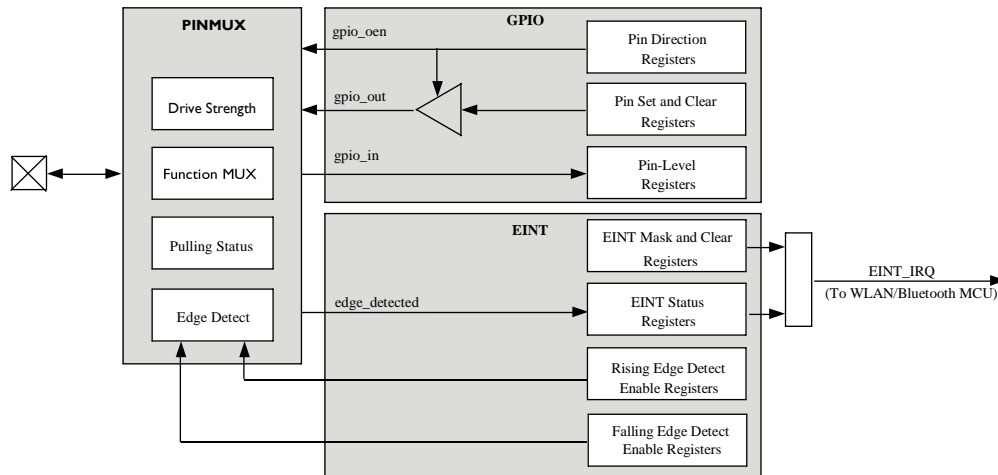 PINMUX
Drive Strength
Function MUX
Pulling Status
Edge Detect
GPIO
gpio_oen
Pin Direction
Registers
gpio_out
Pin Set and Clear
Registers
gpio_in
Pin-Level
Registers
EINT
EINT Mask and Clear
Registers
edge_detected
EINT Status
Registers
Rising Edge Detect
Enable Registers
Falling Edge Detect
Enable Registers
EINT_IRQ
(To WLAN/Bluetooth MCU)